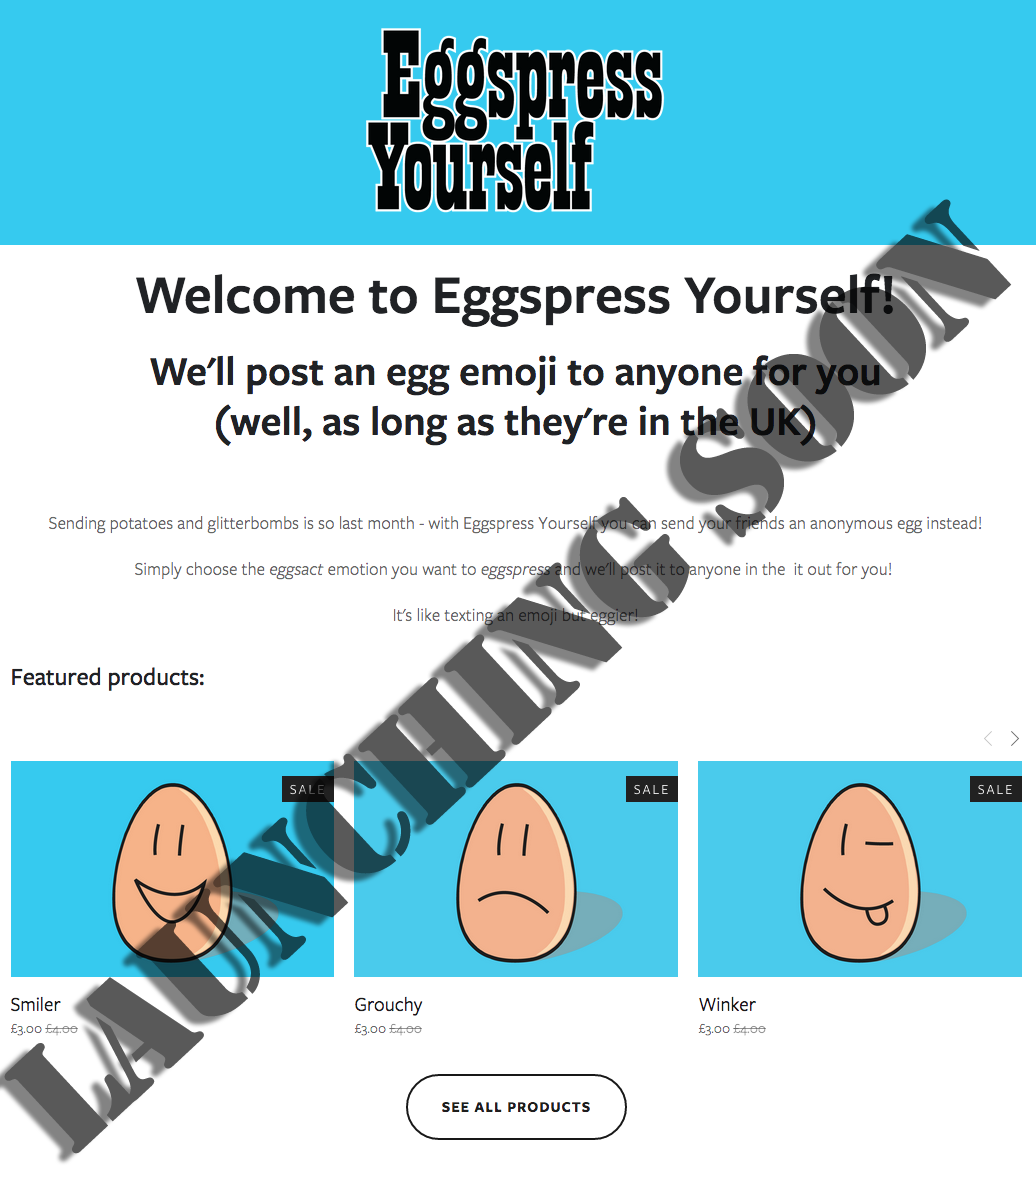 Eggspress
Yourself
Welcome to Eggspress Yourself!
We'll post an egg emoji to anyone for you
(well, as long as they're in the UK)
Sending potatoes and glitterbombs is so last month - with Eggspress Yourself you can send your friends an anonymous egg instead!
Simply choose the eggsact emotion you want to eggspress and we'll post it to anyone in the  it out for you!
It's like texting an emoji but eggier!
Featured products:
SALE
SALE
SALE
Smiler
£3.00 £4.00
Grouchy
£3.00 £4.00
Winker
£3.00 £4.00
SEE ALL PRODUCTS
LAUNCHING SOON